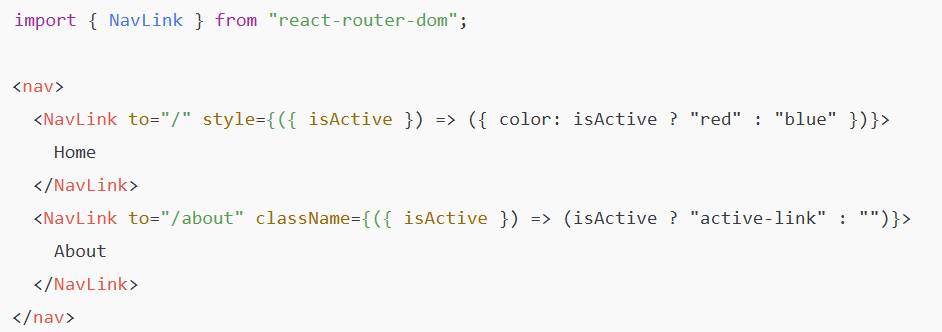 import { NavLink } from "react-router-dom";
<nav>
<NavLink to="/" style={({ isActive }) => ({ color: isActive ? "red" : "blue" })}>
Home
</NavLink>
<NavLink to="/about" className={({ isActive }) => (isActive ? "active-link" : "")}>
About
</NavLink>
</nav>